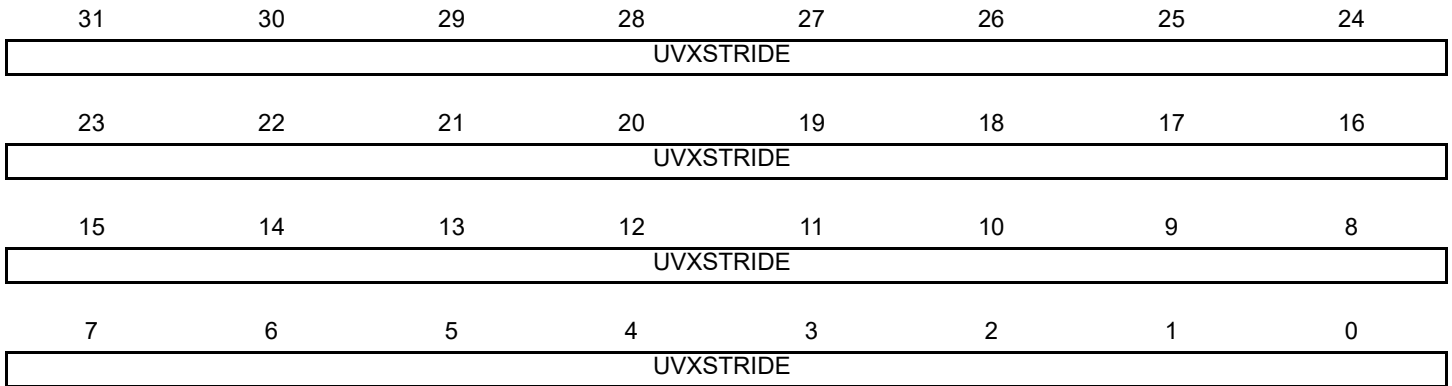 31 30 29 28 27 26 25 24
UVXSTRIDE
23 22 21 20 19 18 17 16
UVXSTRIDE
15 14 13 12 11 10 9 8
UVXSTRIDE
7 6 5 4 3 2 1 0
UVXSTRIDE